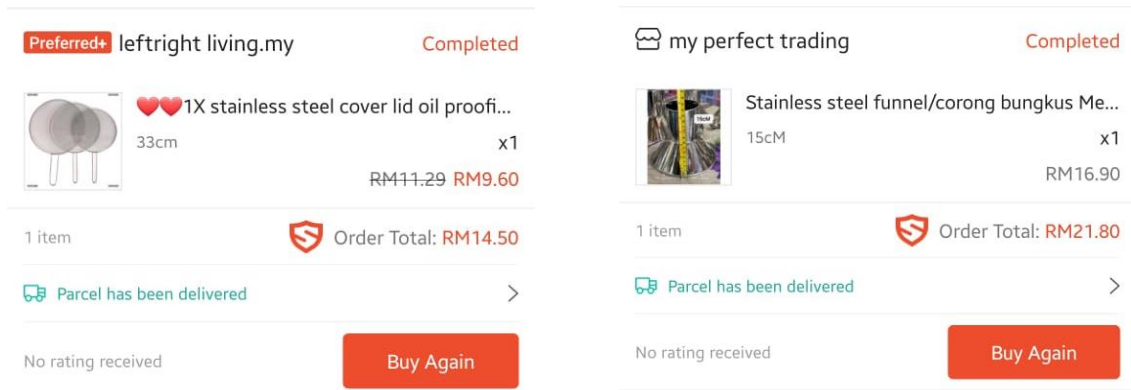 Preferred+ leftright living.my
Completed
❤️❤️1X stainless steel cover lid oil proofi...
33cm
x1
RM11.29 RM9.60
1 item
Order Total: RM14.50
Parcel has been delivered
No rating received
Buy Again
my perfect trading
Completed
Stainless steel funnel/corong bungkus Me...
15cM
15cM
x1
RM16.90
1 item
Order Total: RM21.80
Parcel has been delivered
No rating received
Buy Again